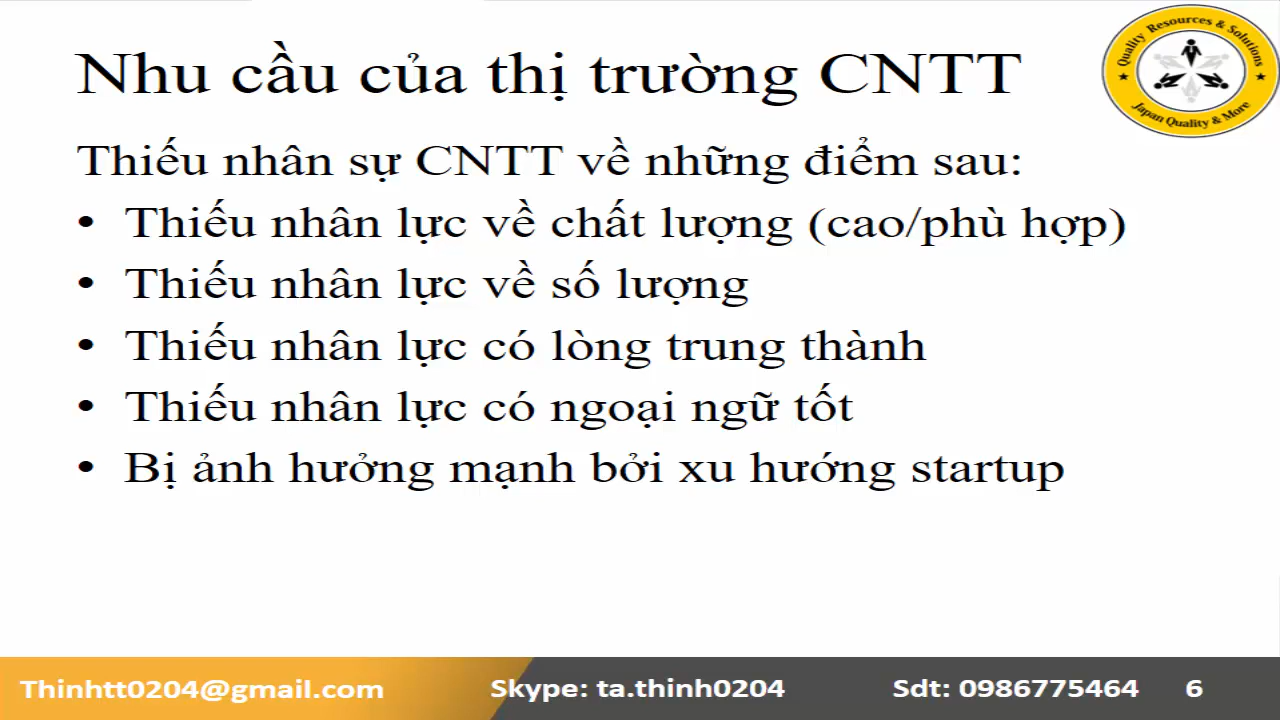 Quality Resources & Solutions
Japan Quality & More
Nhu cầu của thị trường CNTT
Thiếu nhân sự CNTT về những điểm sau:
• Thiếu nhân lực về chất lượng (cao/phù hợp)
• Thiếu nhân lực về số lượng
• Thiếu nhân lực có lòng trung thành
• Thiếu nhân lực có ngoại ngữ tốt
• Bị ảnh hưởng mạnh bởi xu hướng startup
Thinhtt0204@gmail.com Skype: ta.thinh0204 Sdt: 0986775464 6